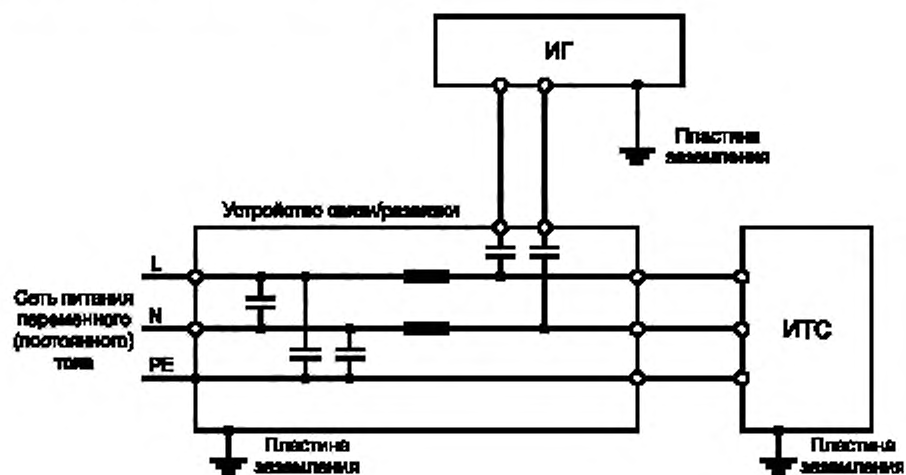 ИГ
Пластина
заземления
Устройство связи/развязки
L
Сеть питания
переменного
(постоянного)
тока
N
PE
ИТС
Пластина
заземления
Пластина
заземления